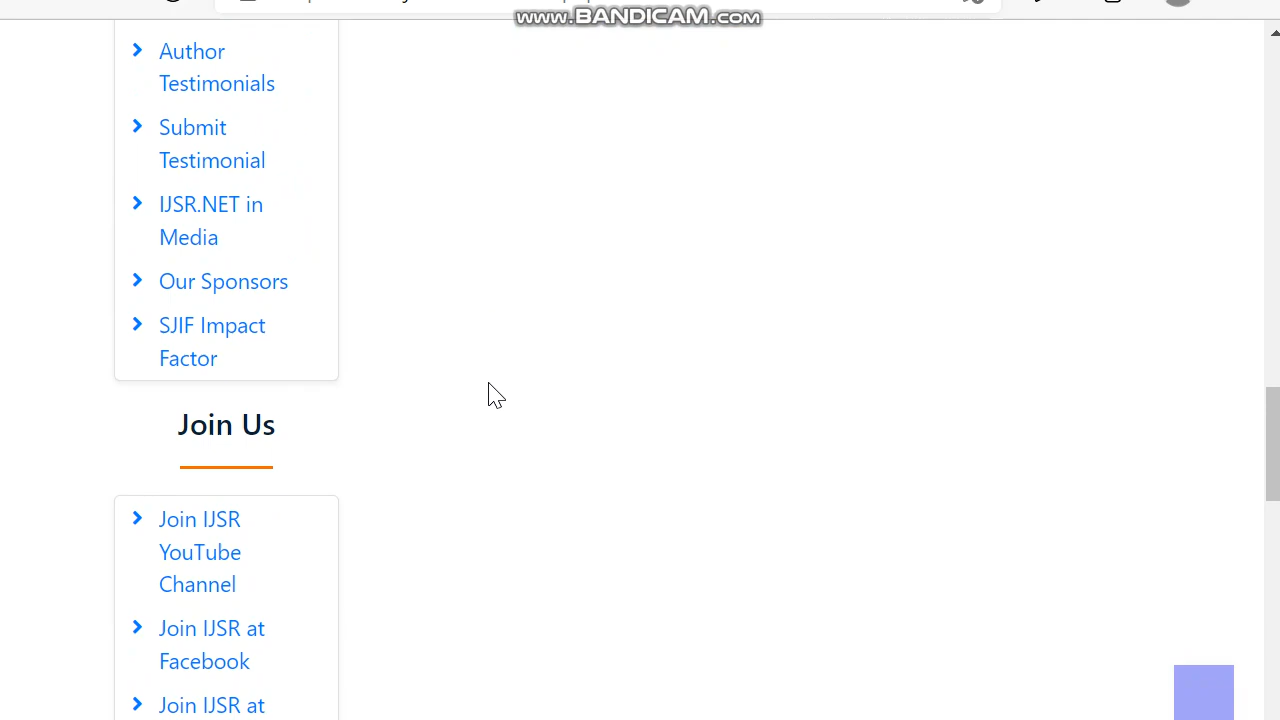 www.BANDICAM.com
Author
Testimonials
Submit
Testimonial
IJSR.NET in
Media
Our Sponsors
SJIF Impact
Factor
Join Us
Join IJSR
YouTube
Channel
Join IJSR at
Facebook
Join IJSR at